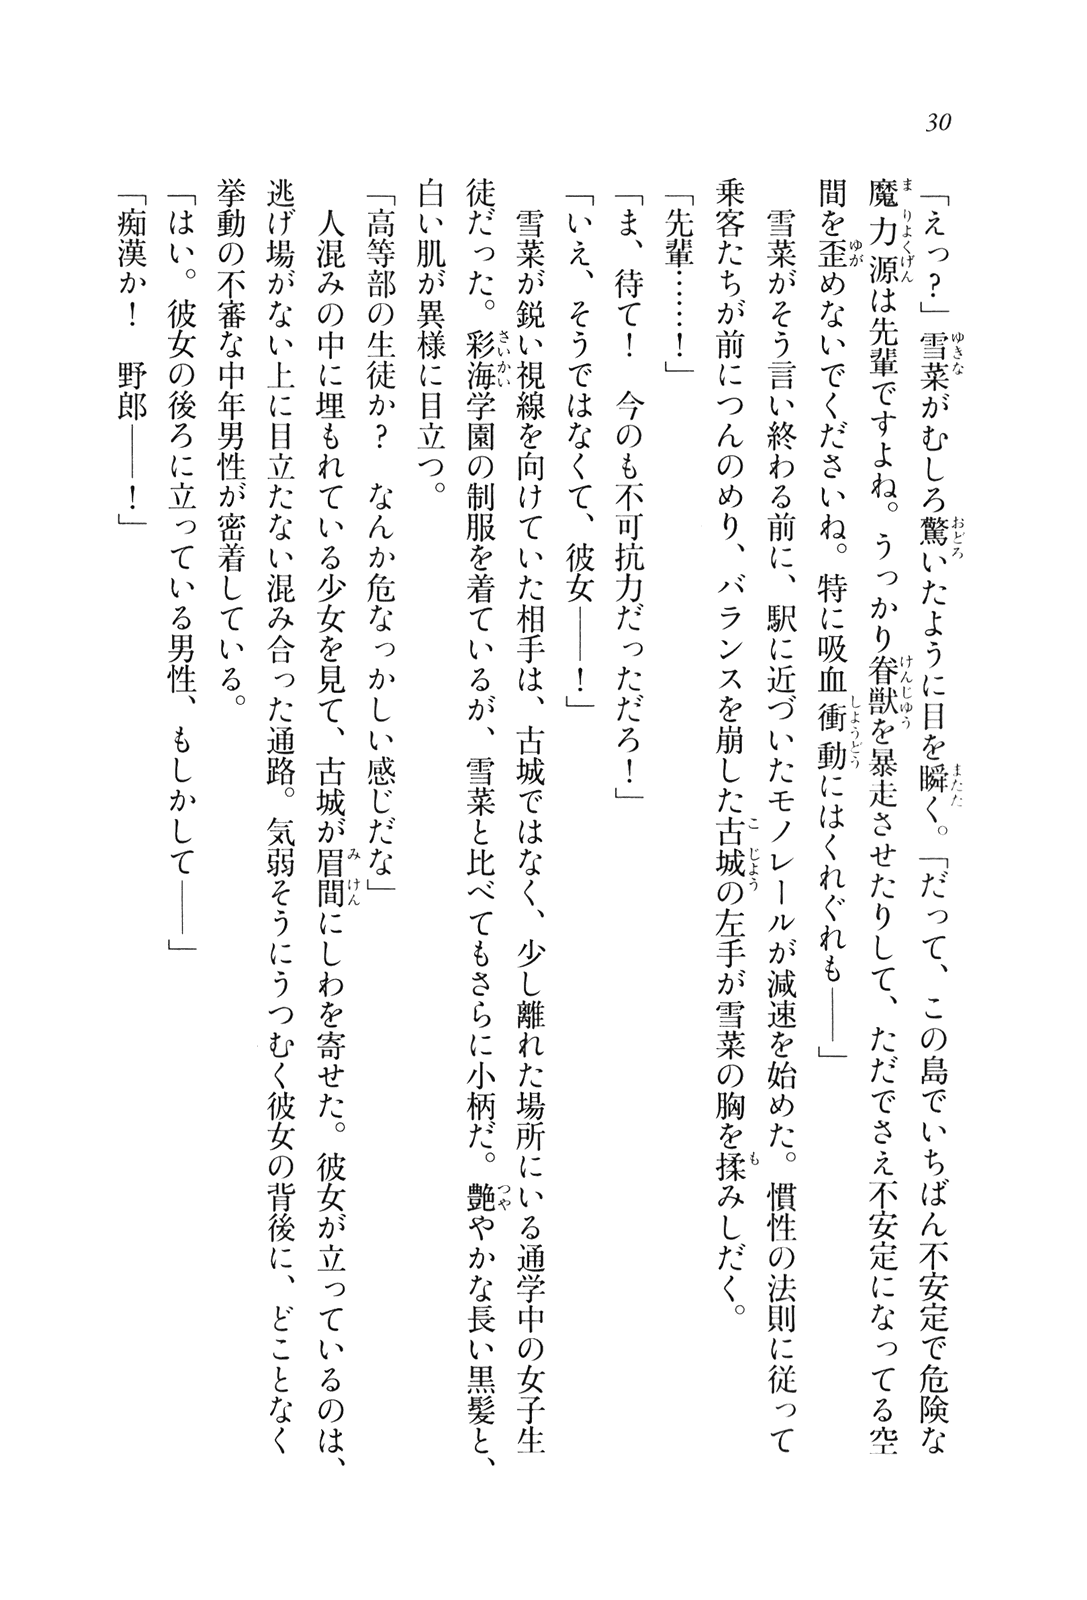 30
「えっ？」雪菜がむしろ驚いたように目を瞬く。「だって、この島でいちばん不安定で危険な
魔力源は先輩ですよね。うっかり眷獣を暴走させたりして、ただでさえ不安定になってる空
間を歪めないでくださいね。特に吸血衝動にはくれぐれも――」
　雪菜がそう言い終わる前に、駅に近づいたモノレールが減速を始めた。慣性の法則に従って
乗客たちが前につんのめり、バランスを崩した古城の左手が雪菜の胸を揉みしだく。
「先輩……！」
「ま、待て！　今のも不可抗力だっただろ！」
「いえ、そうではなくて、彼女――！」
　雪菜が鋭い視線を向けていた相手は、古城ではなく、少し離れた場所にいる通学中の女子生
徒だった。彩海学園の制服を着ているが、雪菜と比べてもさらに小柄だ。艶やかな長い黒髪と、
白い肌が異様に目立つ。
「高等部の生徒か？　なんか危なっかしい感じだな」
　人混みの中に埋もれている少女を見て、古城が眉間にしわを寄せた。彼女が立っているのは、
逃げ場がない上に目立たない混み合った通路。気弱そうにうつむく彼女の背後に、どことなく
挙動の不審な中年男性が密着している。
「はい。彼女の後ろに立っている男性、もしかして――」
「痴漢か！　野郎――！」